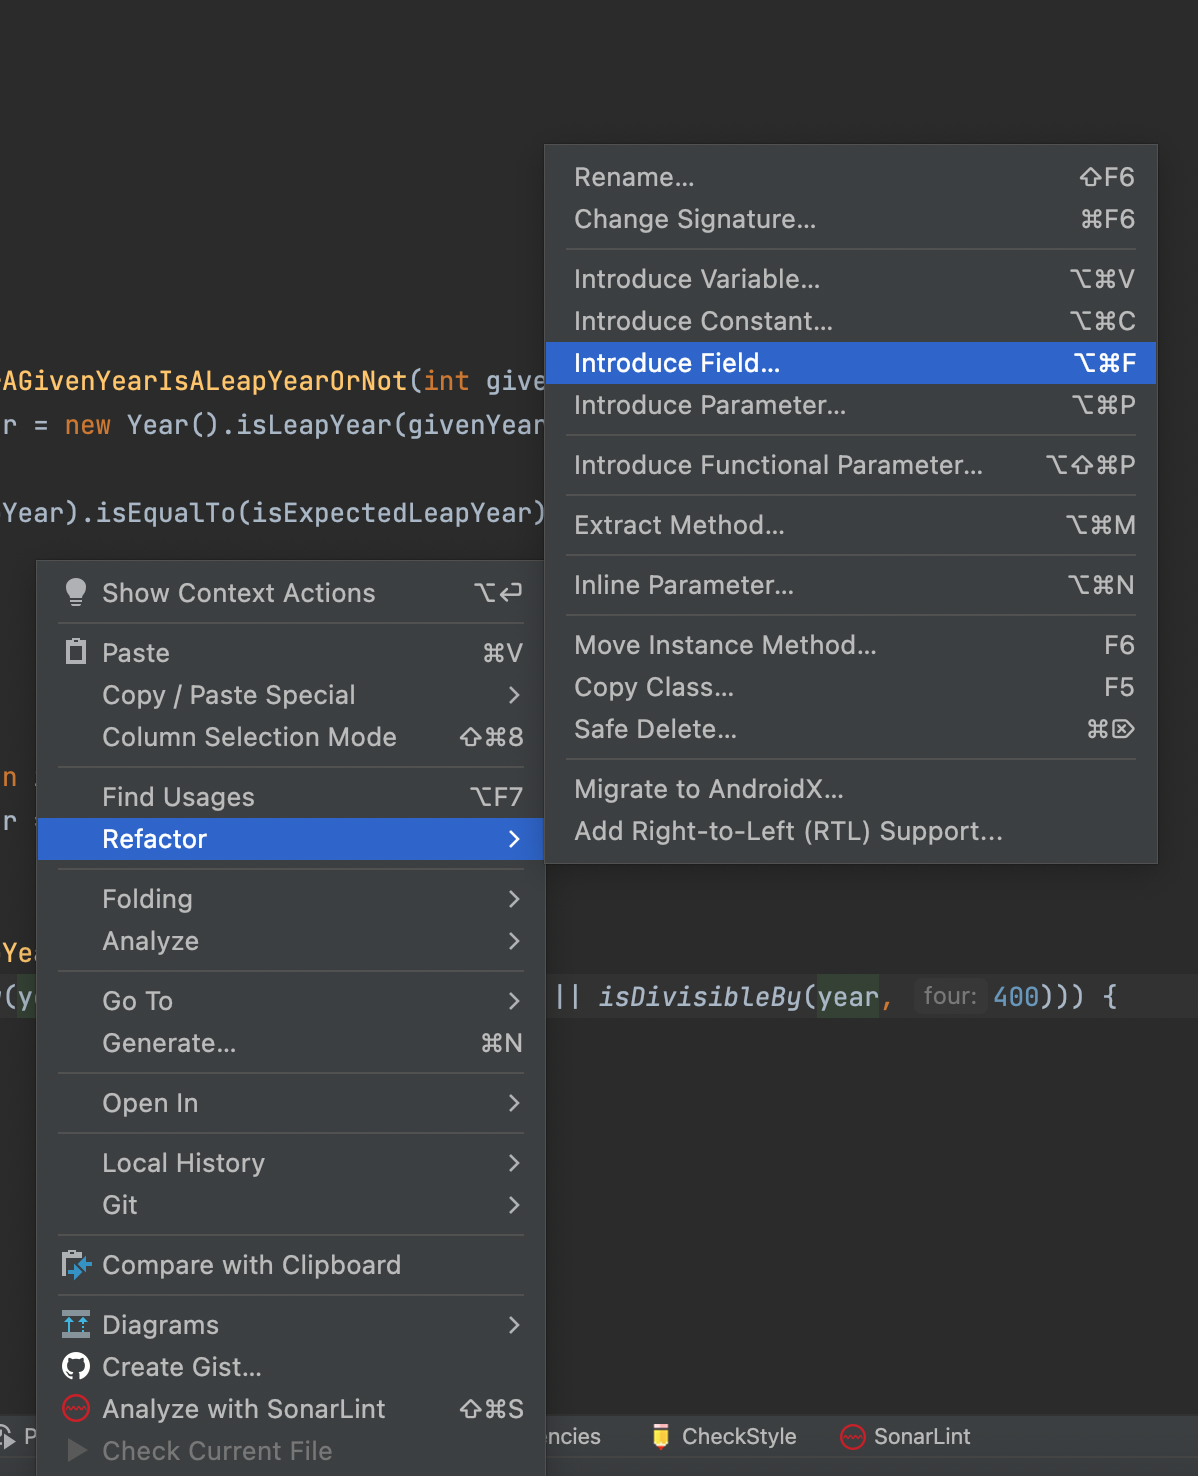 Rename... ⇧F6
Change Signature... ⌘F6
Introduce Variable... ⌥⌘V
Introduce Constant... ⌥⌘C
Introduce Field... ⌥⌘F
Introduce Parameter... ⌥⌘P
Introduce Functional Parameter... ⌥⇧⌘P
Extract Method... ⌥⌘M
Inline Parameter... ⌥⌘N
Move Instance Method... F6
Copy Class... F5
Safe Delete... ⌘⌦
Migrate to AndroidX...
Add Right-to-Left (RTL) Support...
AGivenYearIsALeapYearOrNot(int give
r = new Year().isLeapYear(givenYear
Year).isEqualTo(isExpectedLeapYear)
Show Context Actions ⌥⏎
Paste ⌘V
Copy / Paste Special >
Column Selection Mode ⇧⌘8
n
Find Usages ⌥F7
r =
Refactor >
Folding >
Analyze >
Yea
(y || isDivisibleBy(year, four: 400))) {
Go To >
Generate... ⌘N
Open In >
Local History >
Git >
Compare with Clipboard
Diagrams >
Create Gist...
Analyze with SonarLint ⇧⌘S
Check Current File
P
ncies CheckStyle SonarLint